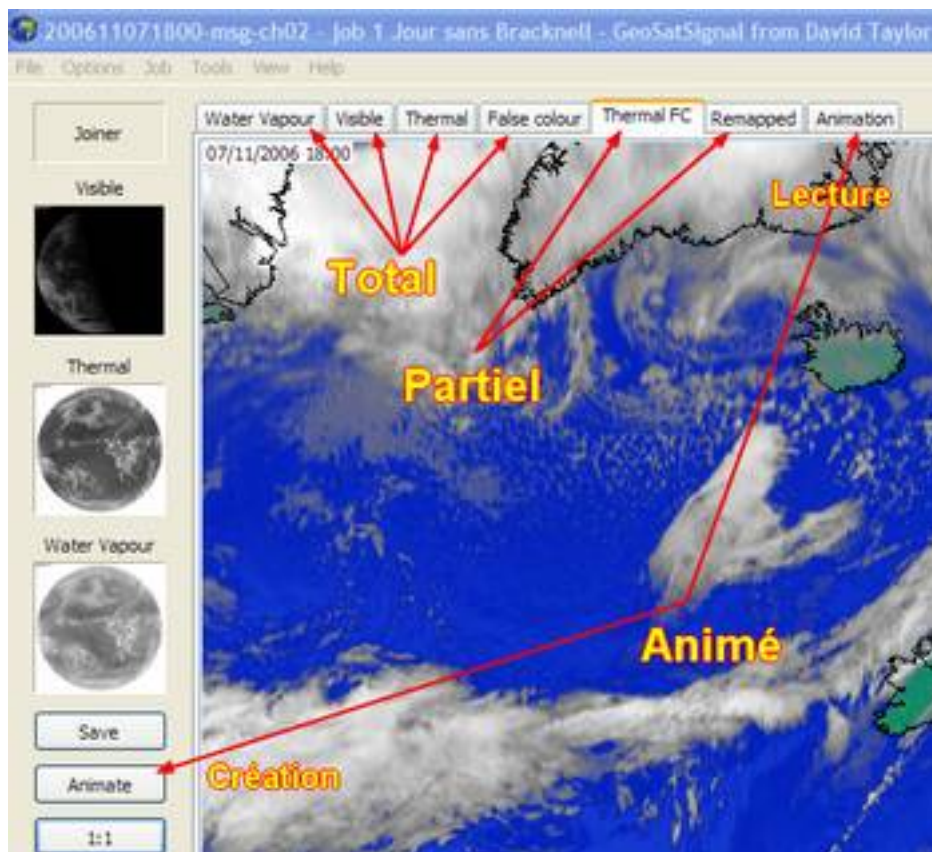 200611071800-msg-ch02 - Job 1 Jour sans Bracknell - GeoSatSignal from David Taylor
File Options Job Tools View Help
Joiner
Water Vapour Visible Thermal False colour Thermal FC Remapped Animation
07/11/2006 18:00
Lecture
Visible
Total
Thermal
Partiel
Water Vapour
Animé
Save
Création
Animate
1:1